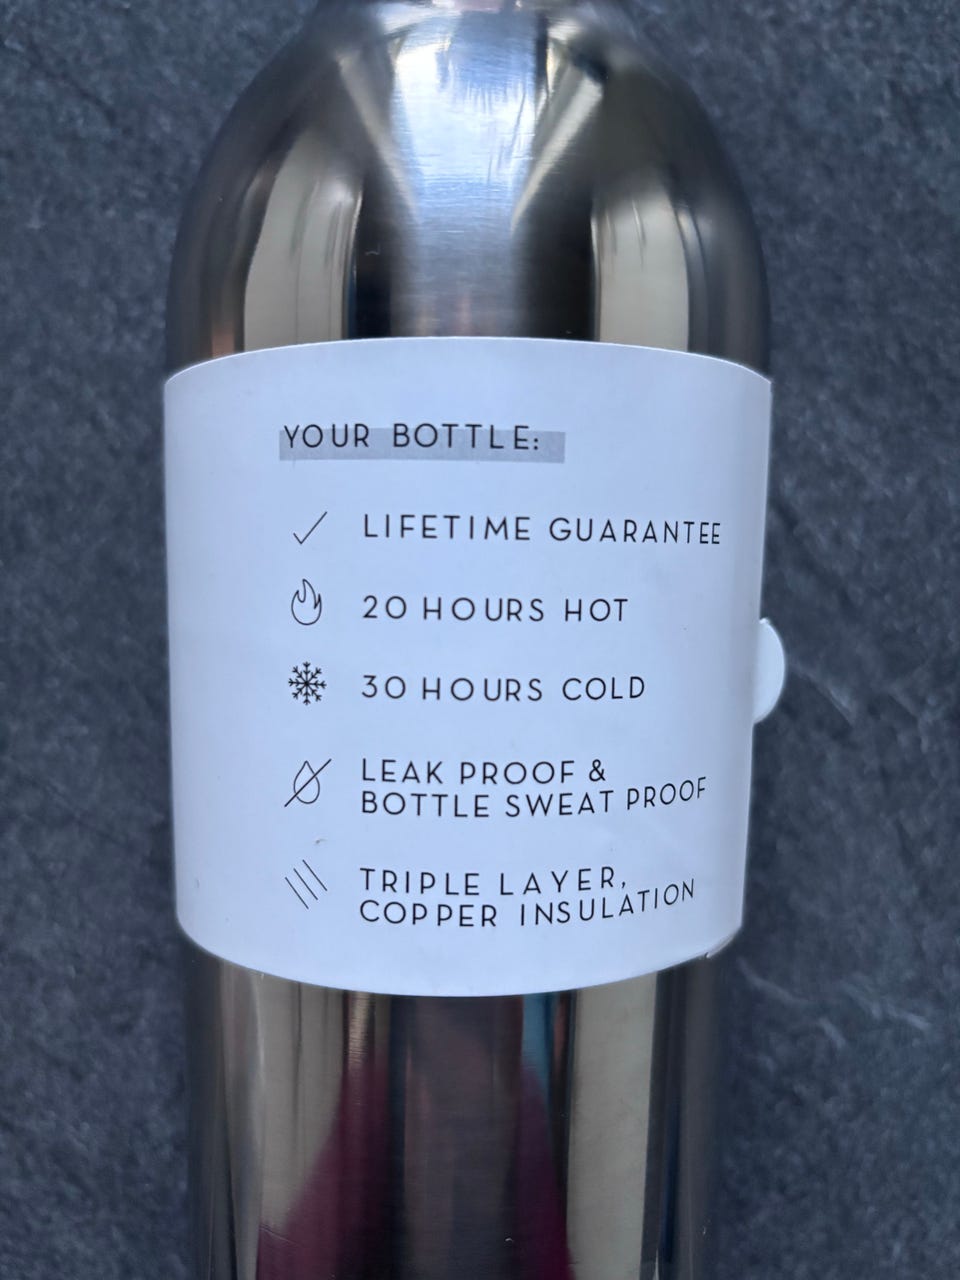 YOUR BOTTLE:
LIFETIME GUARANTEE
20 HOURS HOT
30 HOURS COLD
LEAK PROOF &
BOTTLE SWEAT PROOF
TRIPLE LAYER,
COPPER INSULATION